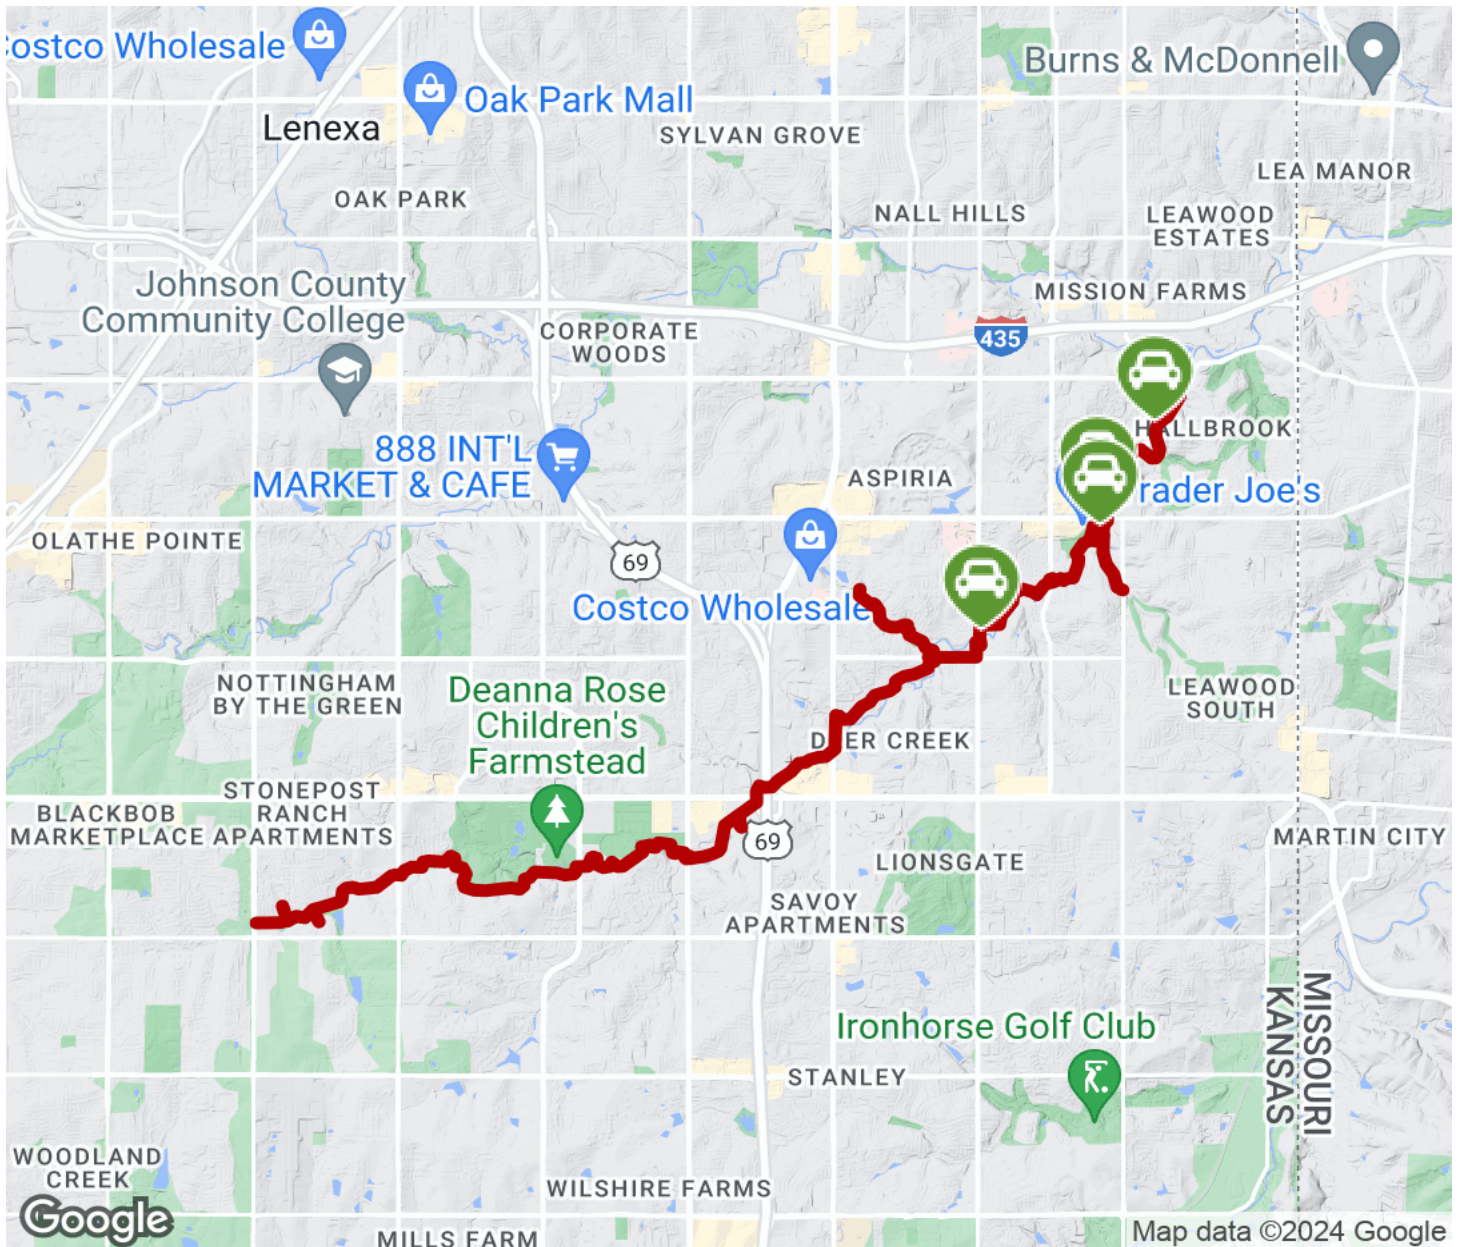 ostco Wholesale
Burns & McDonnell
Oak Park Mall
Lenexa
SYLVAN GROVE
LEA MANOR
OAK PARK
NALL HILLS
LEAWOOD
ESTATES
Johnson County
Community College
MISSION FARMS
CORPORATE
WOODS
435
HALLBROOK
888 INT'L
MARKET & CAFE
ASPIRIA
rader Joe's
OLATHE POINTE
69
Costco Wholesale
NOTTINGHAM
BY THE GREEN
Deanna Rose
Children's
Farmstead
LEAWOOD
SOUTH
DEER CREEK
STONEPOST
RANCH
APARTMENTS
BLACKBOB
MARKETPLACE
69
MARTIN CITY
LIONSGATE
SAVOY
APARTMENTS
MISSOURI
KANSAS
Ironhorse Golf Club
STANLEY
WOODLAND
CREEK
WILSHIRE FARMS
Google
MILLS FARM
Map data ©2024 Google